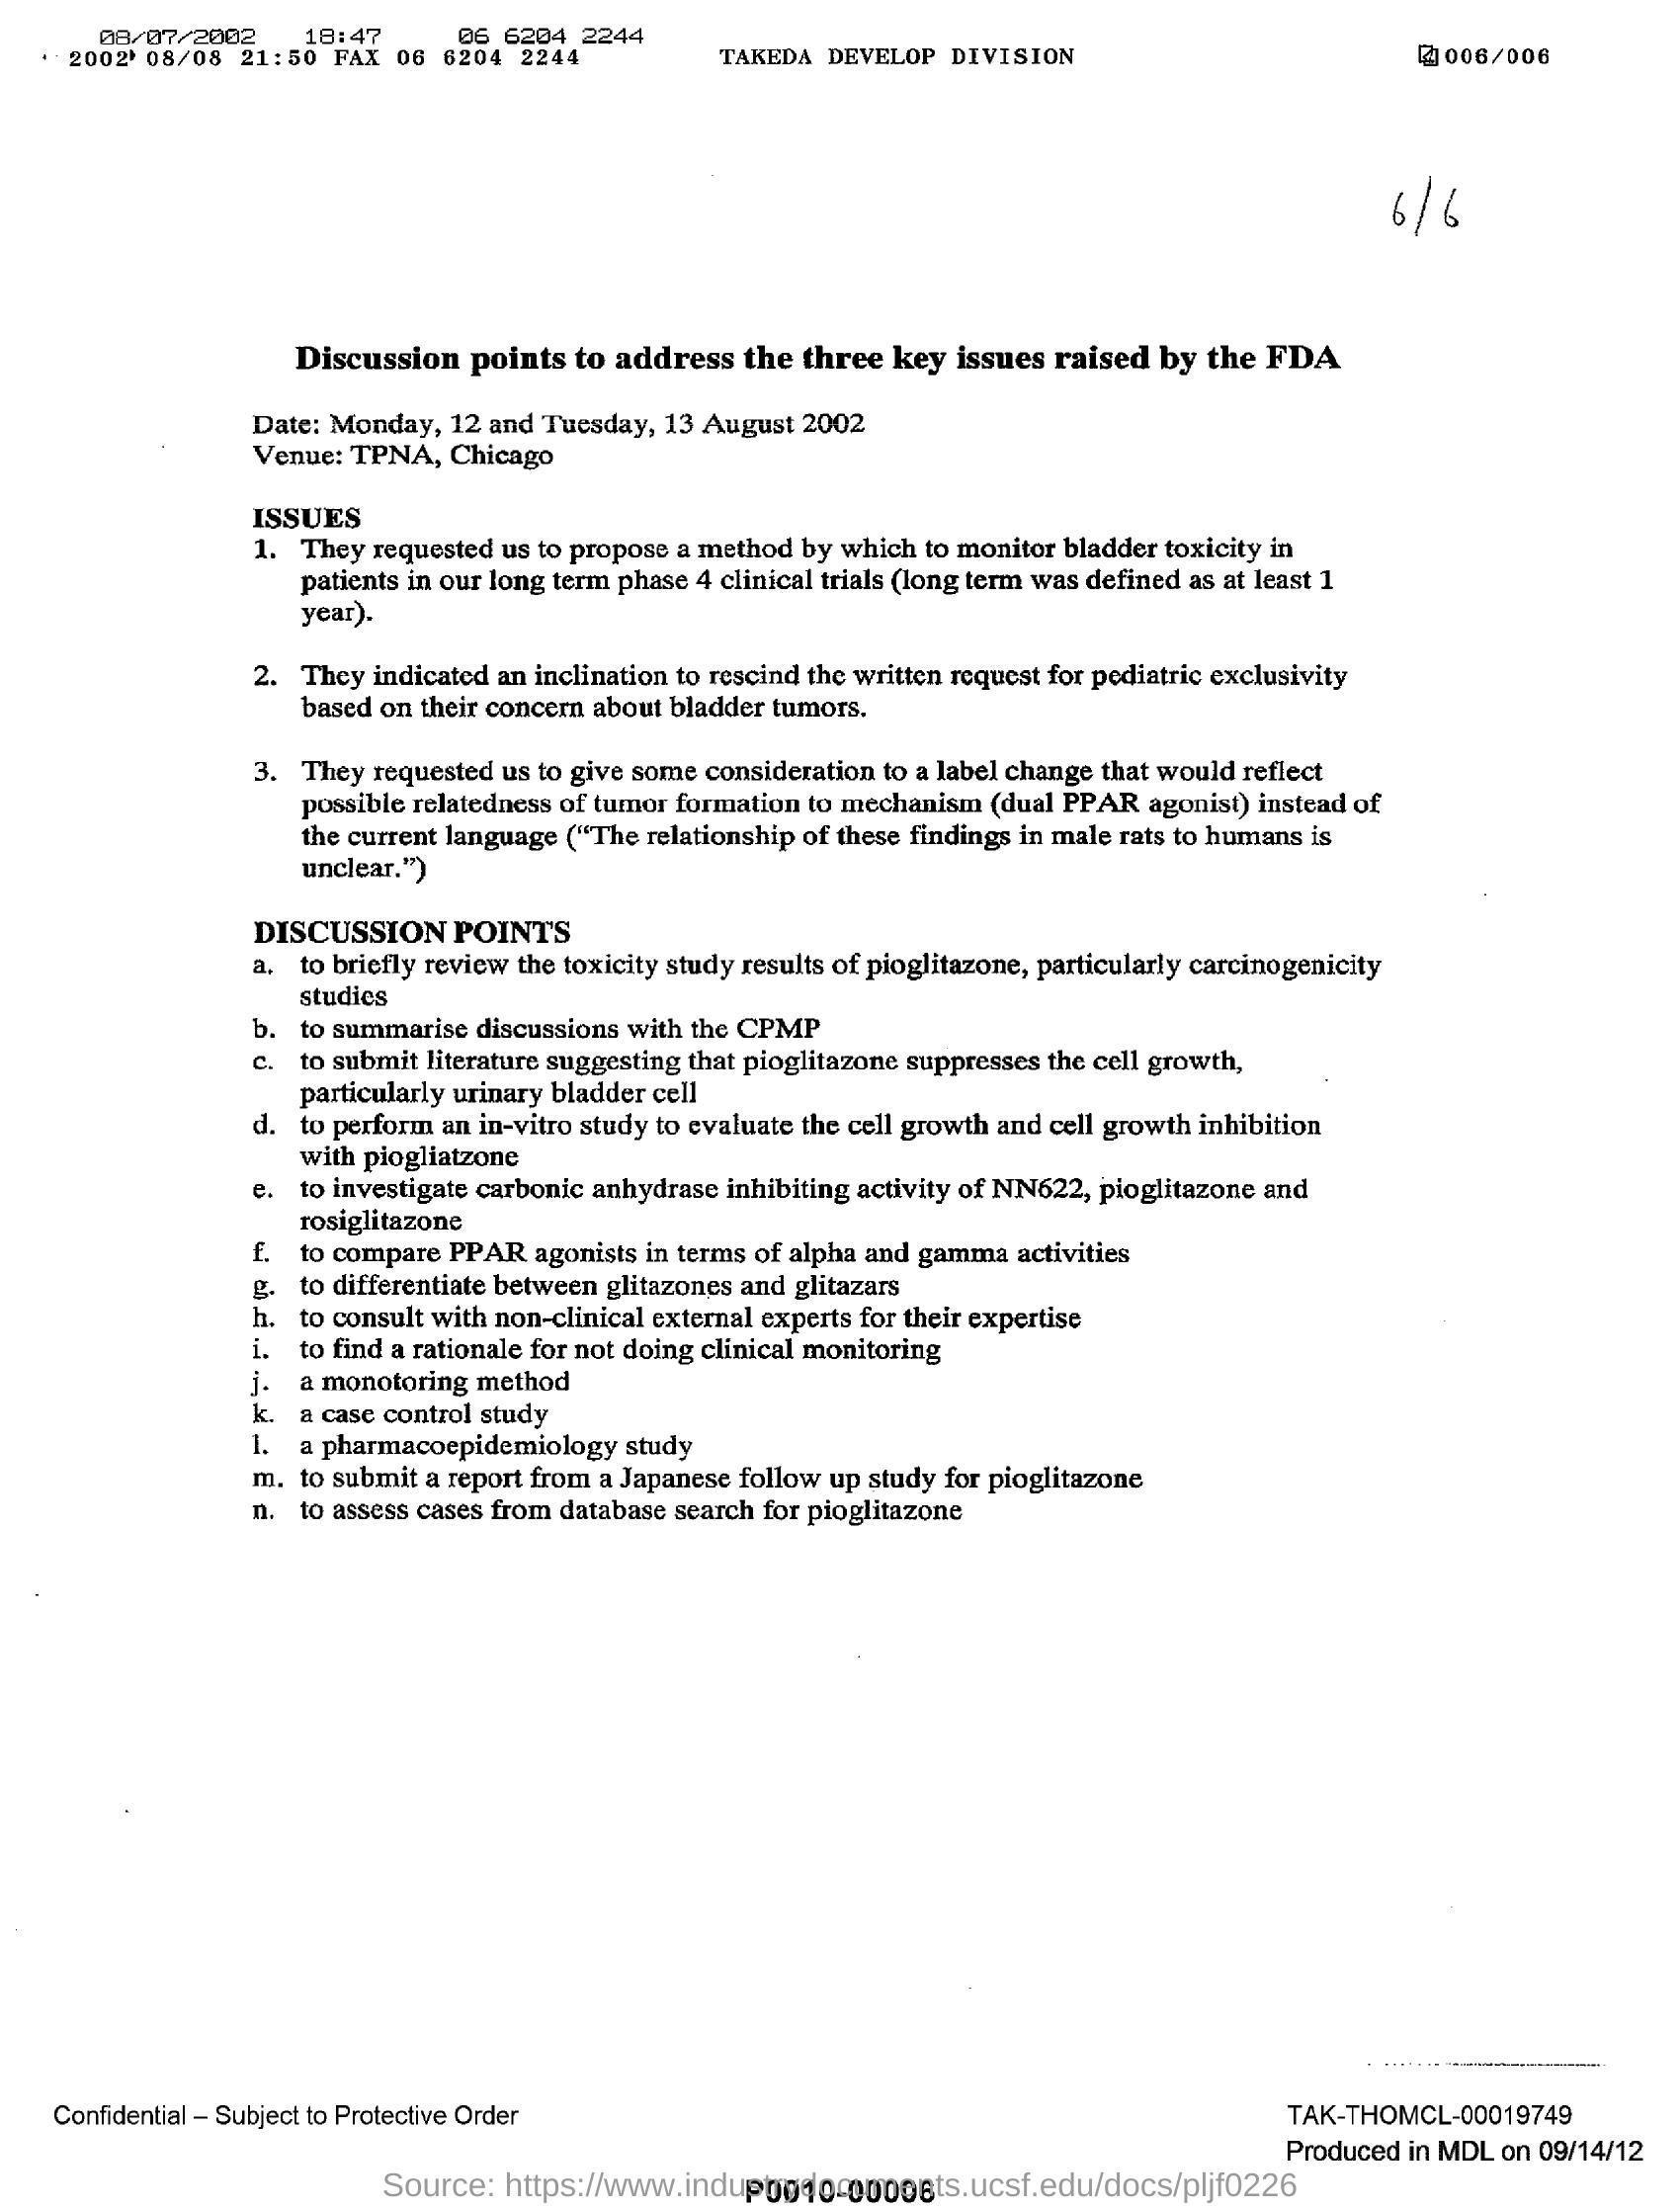 08/07/2002 18:47 06 6204 2244
2002 08/08 21:50 FAX 06 6204 2244 TAKEDA DEVELOP DIVISION 006/006
6/6
Discussion points to address the three key issues raised by the FDA
Date: Monday, 12 and Tuesday, 13 August 2002
Venue: TPNA, Chicago
ISSUES
1. They requested us to propose a method by which to monitor bladder toxicity in
patients in our long term phase 4 clinical trials (long term was defined as at least 1
year).
2. They indicated an inclination to rescind the written request for pediatric exclusivity
based on their concern about bladder tumors.
3. They requested us to give some consideration to a label change that would reflect
possible relatedness of tumor formation to mechanism (dual PPAR agonist) instead of
the current language (“The relationship of these findings in male rats to humans is
unclear.”)
DISCUSSION POINTS
a. to briefly review the toxicity study results of pioglitazone, particularly carcinogenicity
studies
b. to summarise discussions with the CPMP
c. to submit literature suggesting that pioglitazone suppresses the cell growth,
particularly urinary bladder cell
d. to perform an in-vitro study to evaluate the cell growth and cell growth inhibition
with piogliatzone
e. to investigate carbonic anhydrase inhibiting activity of NN622, pioglitazone and
rosiglitazone
f. to compare PPAR agonists in terms of alpha and gamma activities
g. to differentiate between glitazones and glitazars
h. to consult with non-clinical external experts for their expertise
i. to find a rationale for not doing clinical monitoring
j. a monotoring method
k. a case control study
l. a pharmacoepidemiology study
m. to submit a report from a Japanese follow up study for pioglitazone
n. to assess cases from database search for pioglitazone
Confidential – Subject to Protective Order
TAK-THOMCL-00019749
Produced in MDL on 09/14/12
Source: https://www.industrydocuments.ucsf.edu/docs/pljf0226